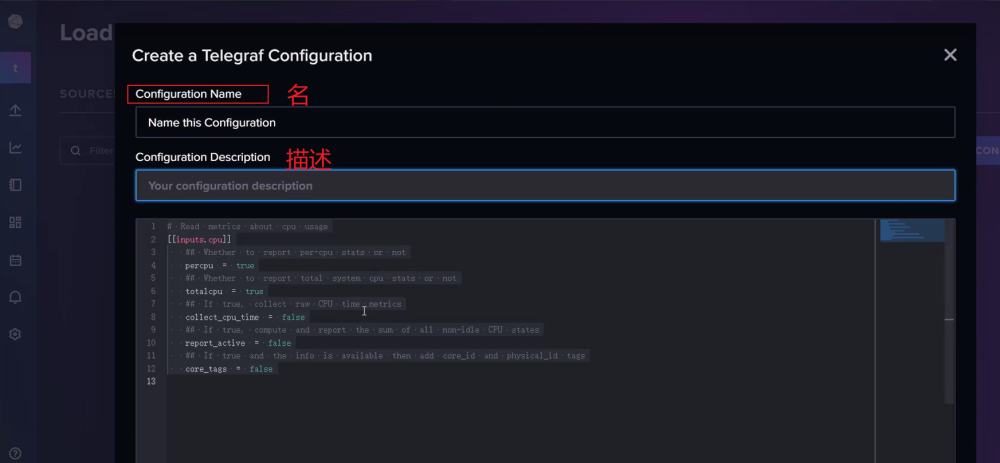 Load
t
Create a Telegraf Configuration
SOURCES
Configuration Name 名
Name this Configuration
Filter
CON
Configuration Description 描述
Your configuration description
1 # Read metrics about cpu usage
2 [[inputs.cpu]]
3 ## Whether to report per-cpu stats or not
4 percpu = true
5 ## Whether to report total system cpu stats or not
6 totalcpu = true
7 ## If true, collect raw CPU time metrics
8 collect_cpu_time = false
9 ## If true, compute and report the sum of all non-idle CPU states
10 report_active = false
11 ## If true and the info is available then add core_id and physical_id tags
12 core_tags = false
13